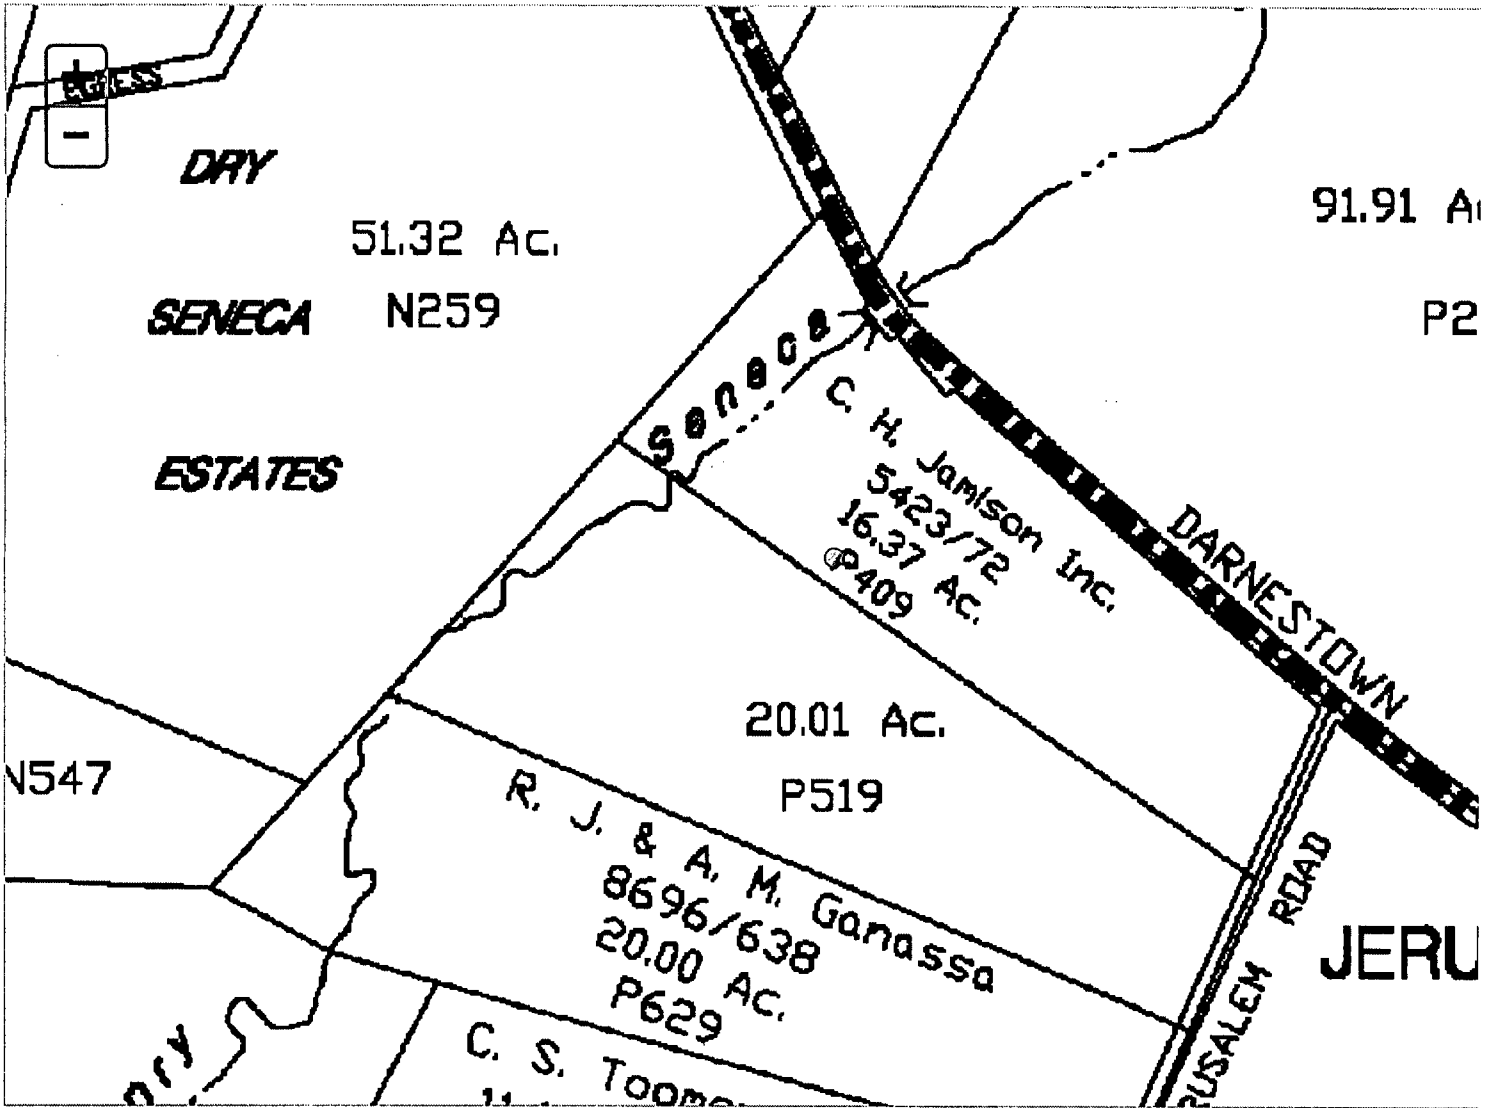 EGRESS
+
−
DRY
51.32 Ac.
SENECA
N259
ESTATES
91.91
P2
Seneca
C. H. Jamison Inc.
5423/72
16.37 Ac.
P409
DARNESTOWN
20.01 Ac.
P519
N547
R. J. & A. M. Ganassa
8696/638
20.00 Ac.
P629
RUSALEM ROAD
JERU
C. S. Toome